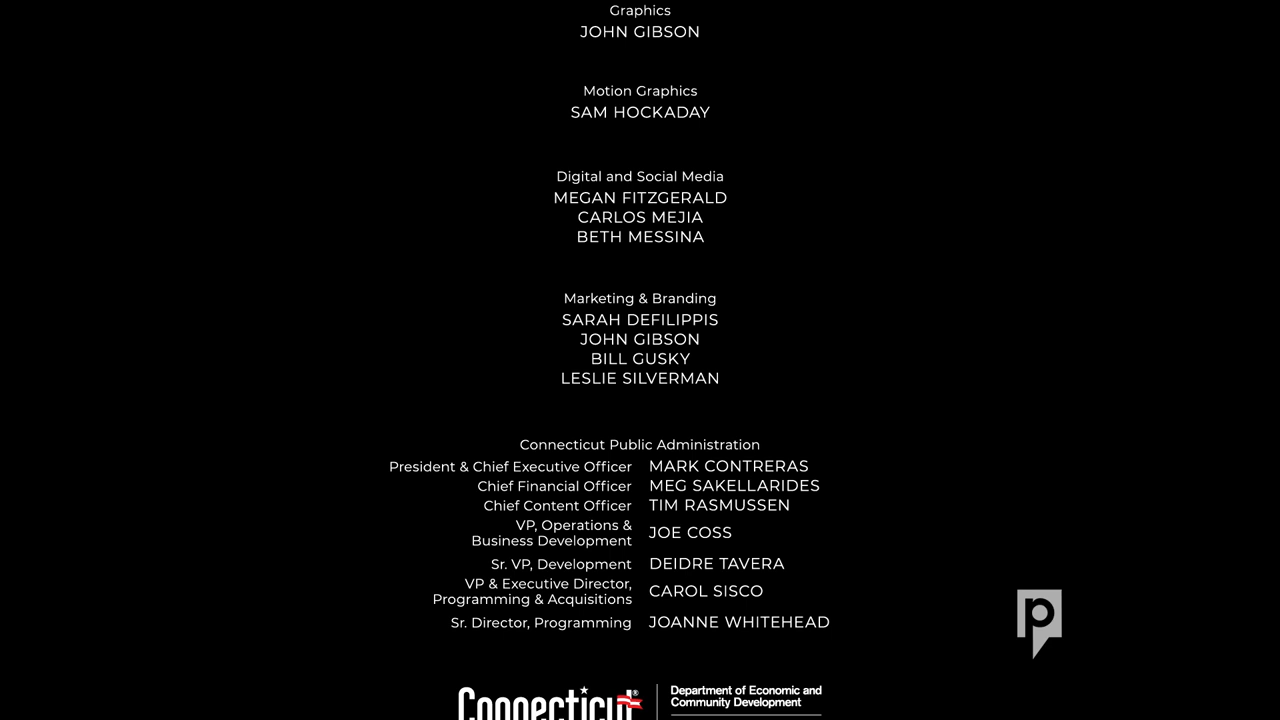 Graphics
JOHN GIBSON
Motion Graphics
SAM HOCKADAY
Digital and Social Media
MEGAN FITZGERALD
CARLOS MEJIA
BETH MESSINA
Marketing & Branding
SARAH DEFILIPPIS
JOHN GIBSON
BILL GUSKY
LESLIE SILVERMAN
Connecticut Public Administration
President & Chief Executive Officer MARK CONTRERAS
Chief Financial Officer MEG SAKELLARIDES
Chief Content Officer TIM RASMUSSEN
VP, Operations &
Business Development JOE COSS
Sr. VP, Development DEIDRE TAVERA
VP & Executive Director,
Programming & Acquisitions CAROL SISCO
Sr. Director, Programming JOANNE WHITEHEAD
p
Connecticut® Department of Economic and
Community Development